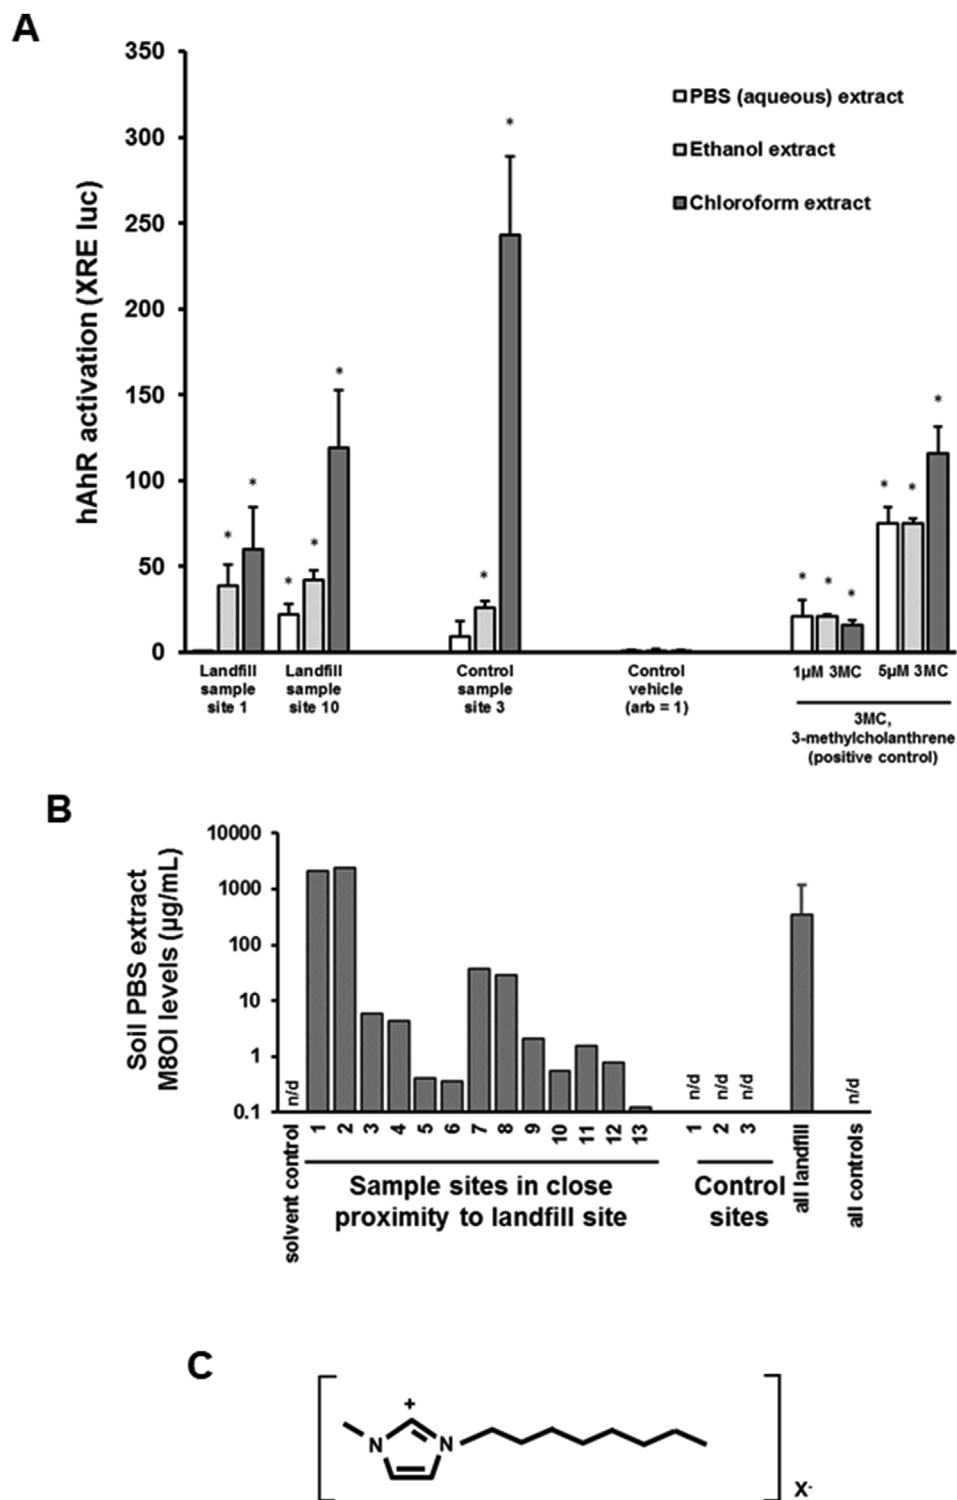 A
350
300
250
200
150
100
50
0
hAhR activation (XRE luc)
PBS (aqueous) extract
Ethanol extract
Chloroform extract
*
*
*
*
*
*
*
*
*
*
*
*
*
Landfill
sample
site 1
Landfill
sample
site 10
Control
sample
site 3
Control
vehicle
(arb = 1)
1µM 3MC
5µM 3MC
3MC,
3-methylcholanthrene
(positive control)
B
10000
1000
100
10
1
0.1
Soil PBS extract
M8OI levels (µg/mL)
n/d
n/d
n/d
n/d
n/d
solvent control
1
2
3
4
5
6
7
8
9
10
11
12
13
1
2
3
all landfill
all controls
Sample sites in close
proximity to landfill site
Control
sites
C
+
N
N
X-